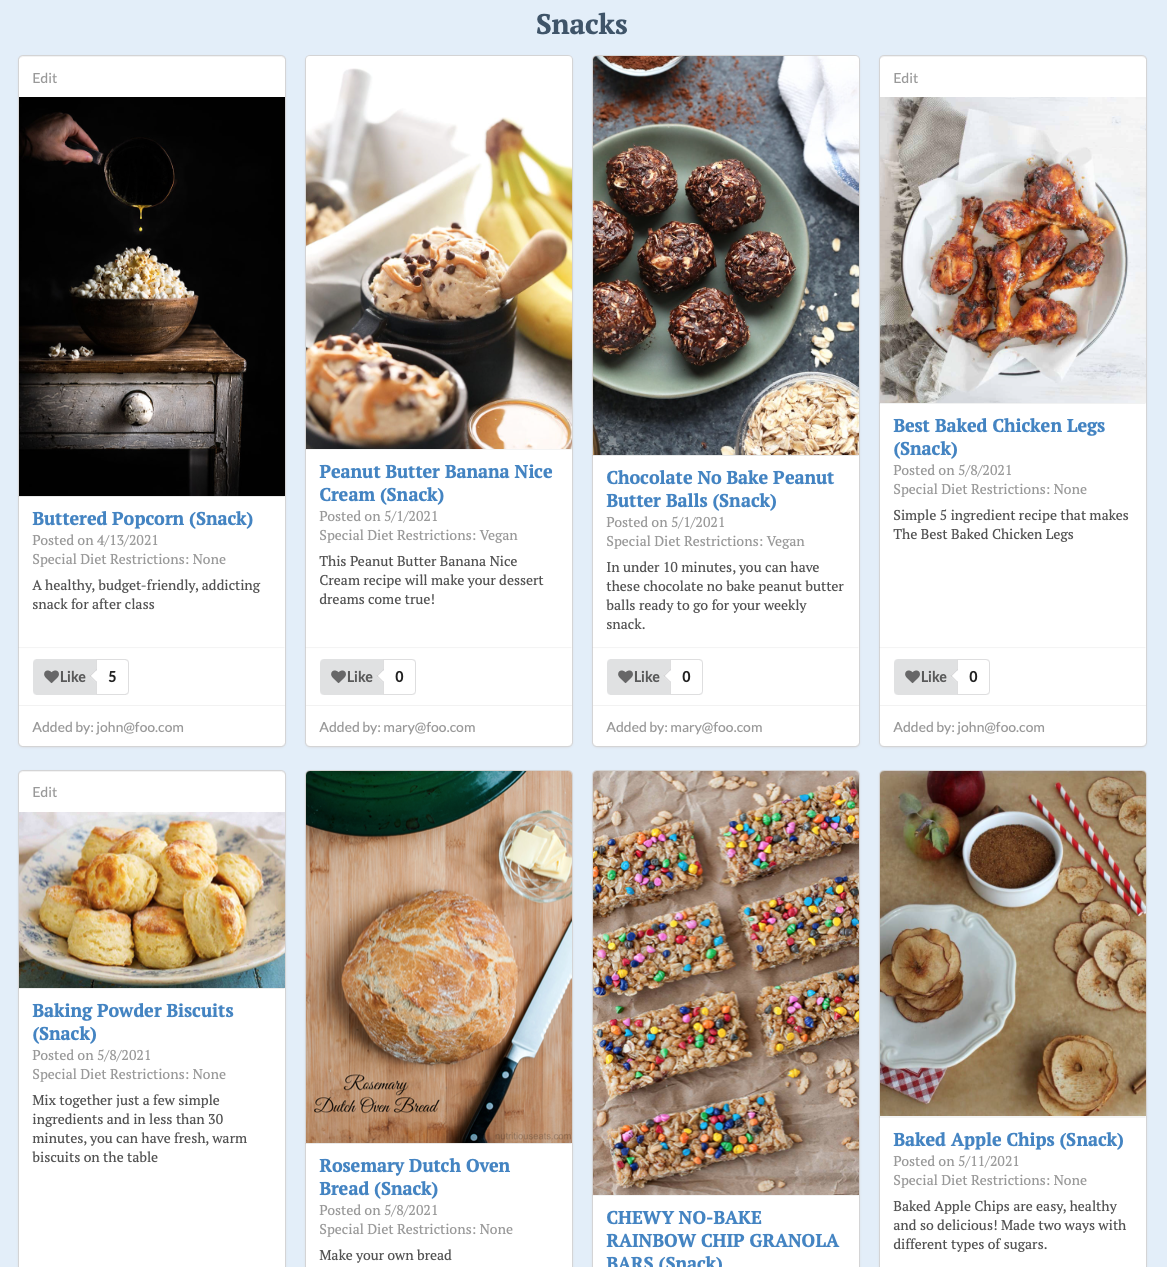 Snacks
Edit
Buttered Popcorn (Snack)
Posted on 4/13/2021
Special Diet Restrictions: None
A healthy, budget-friendly, addicting
snack for after class
Like 5
Added by: john@foo.com
Peanut Butter Banana Nice
Cream (Snack)
Posted on 5/1/2021
Special Diet Restrictions: Vegan
This Peanut Butter Banana Nice
Cream recipe will make your dessert
dreams come true!
Like 0
Added by: mary@foo.com
Chocolate No Bake Peanut
Butter Balls (Snack)
Posted on 5/1/2021
Special Diet Restrictions: Vegan
In under 10 minutes, you can have
these chocolate no bake peanut butter
balls ready to go for your weekly
snack.
Like 0
Added by: mary@foo.com
Edit
Best Baked Chicken Legs
(Snack)
Posted on 5/8/2021
Special Diet Restrictions: None
Simple 5 ingredient recipe that makes
The Best Baked Chicken Legs
Like 0
Added by: john@foo.com
Edit
Baking Powder Biscuits
(Snack)
Posted on 5/8/2021
Special Diet Restrictions: None
Mix together just a few simple
ingredients and in less than 30
minutes, you can have fresh, warm
biscuits on the table
Rosemary
Dutch Oven Bread
nutritiouseats.com
Rosemary Dutch Oven
Bread (Snack)
Posted on 5/8/2021
Special Diet Restrictions: None
Make your own bread
CHEWY NO-BAKE
RAINBOW CHIP GRANOLA
BARS (Snack)
Baked Apple Chips (Snack)
Posted on 5/11/2021
Special Diet Restrictions: None
Baked Apple Chips are easy, healthy
and so delicious! Made two ways with
different types of sugars.